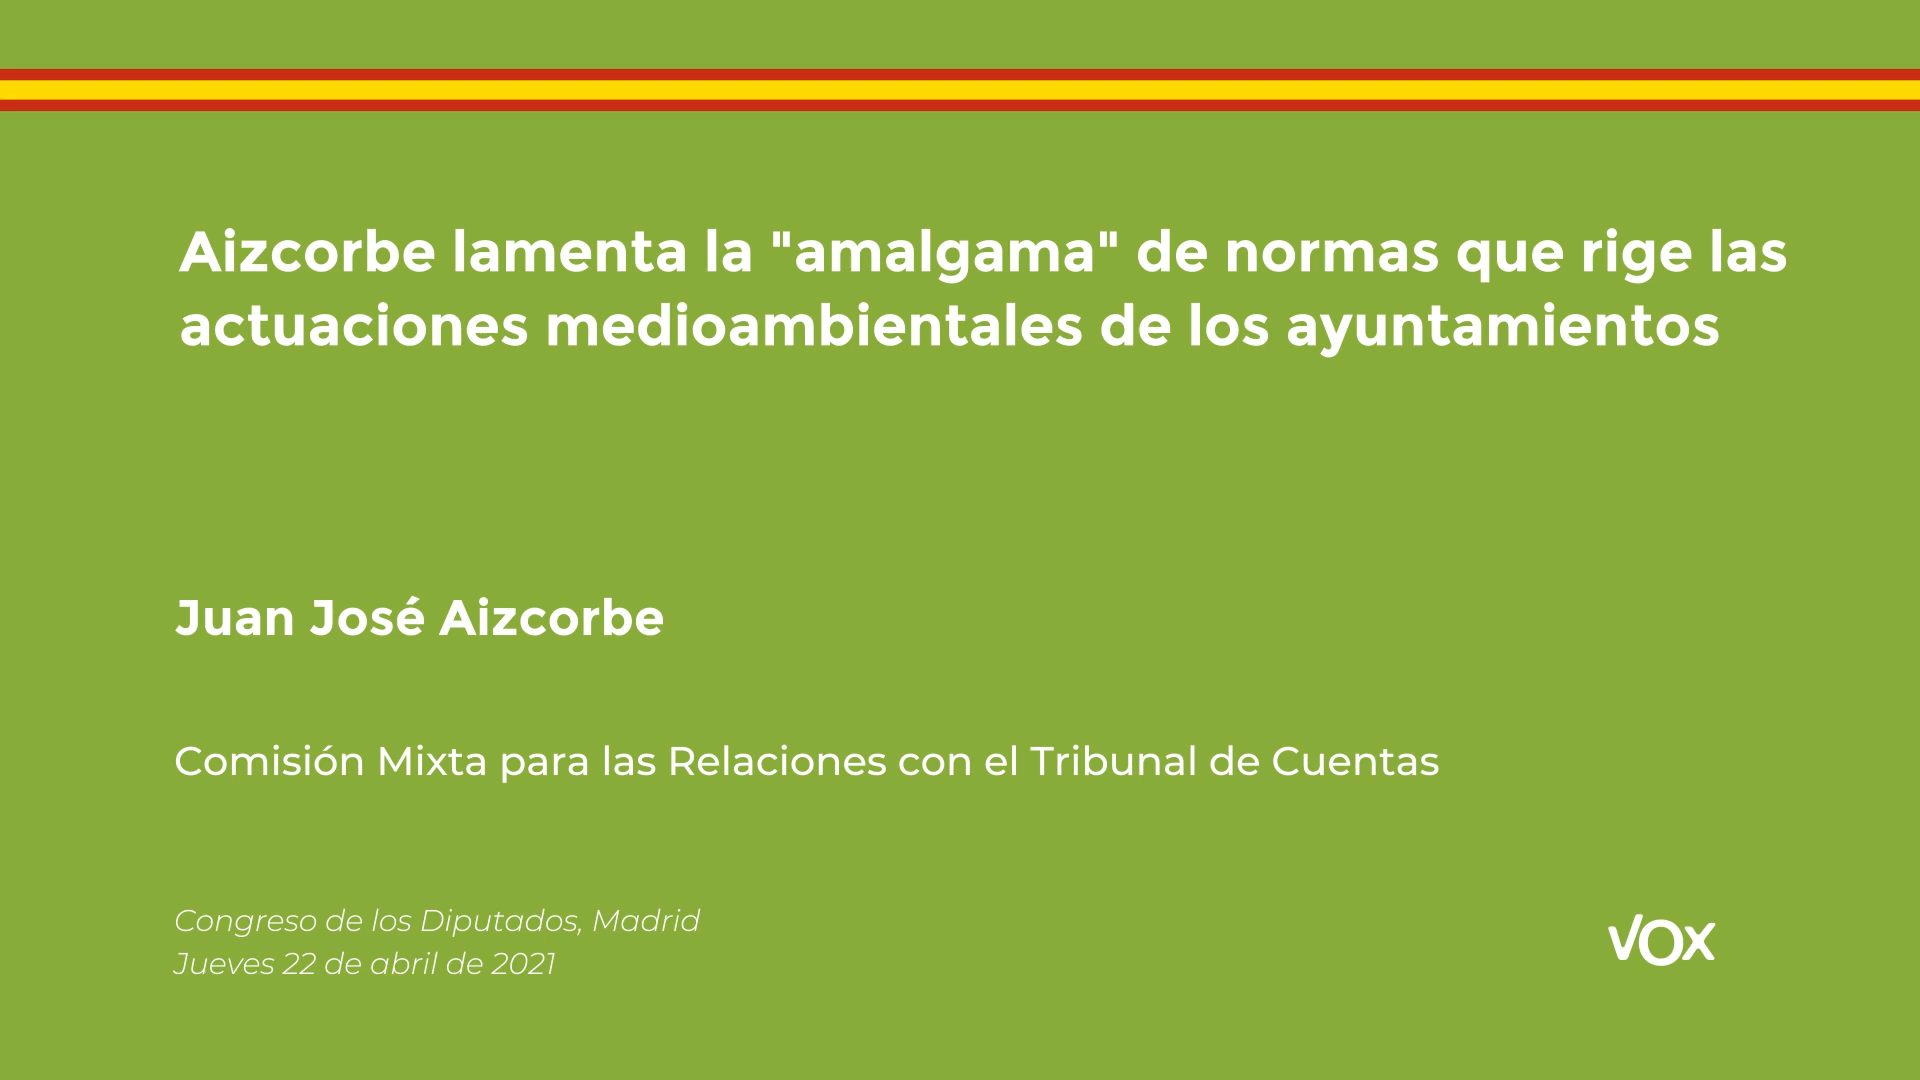 Aizcorbe lamenta la "amalgama" de normas que rige las
actuaciones medioambientales de los ayuntamientos
Juan José Aizcorbe
Comisión Mixta para las Relaciones con el Tribunal de Cuentas
Congreso de los Diputados, Madrid
Jueves 22 de abril de 2021
VOX